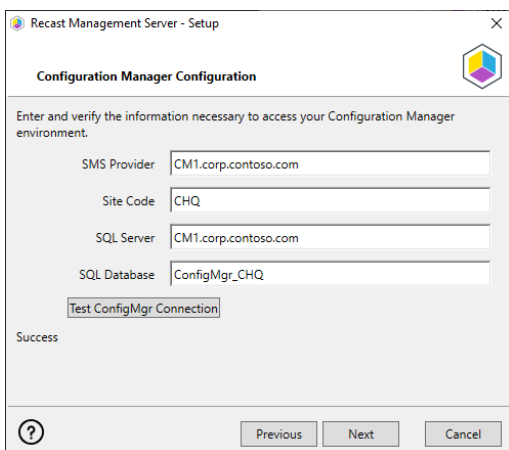 Recast Management Server - Setup
Configuration Manager Configuration
Enter and verify the information necessary to access your Configuration Manager
environment.
SMS Provider CM1.corp.contoso.com
Site Code CHQ
SQL Server CM1.corp.contoso.com
SQL Database ConfigMgr_CHQ
Test ConfigMgr Connection
Success
? Previous Next Cancel